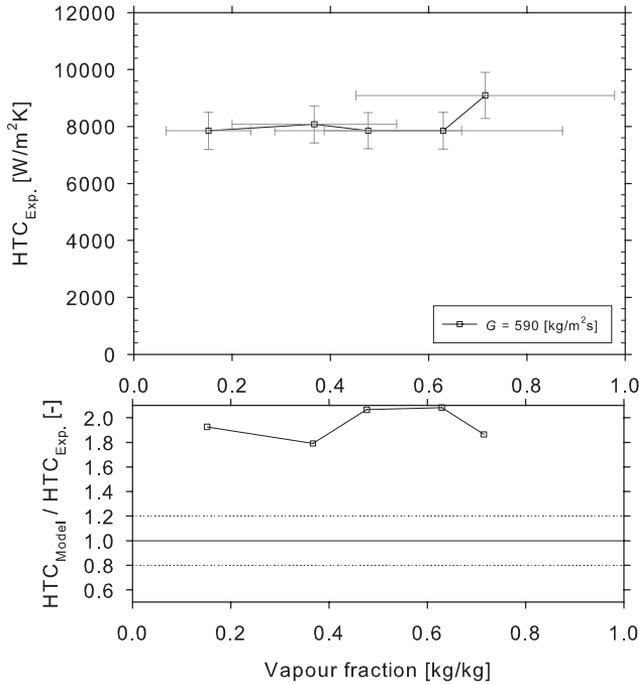 12000
10000
8000
6000
4000
2000
0
HTC_Exp. [W/m²K]
G = 590 [kg/m²s]
0.0 0.2 0.4 0.6 0.8 1.0
2.0
1.8
1.6
1.4
1.2
1.0
0.8
0.6
HTC_Model / HTC_Exp. [-]
0.0 0.2 0.4 0.6 0.8 1.0
Vapour fraction [kg/kg]